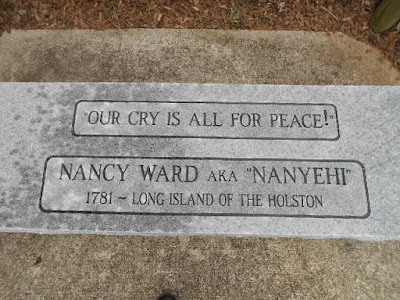 "OUR CRY IS ALL FOR PEACE!"
NANCY WARD AKA "NANYEHI"
1781 ~ LONG ISLAND OF THE HOLSTON